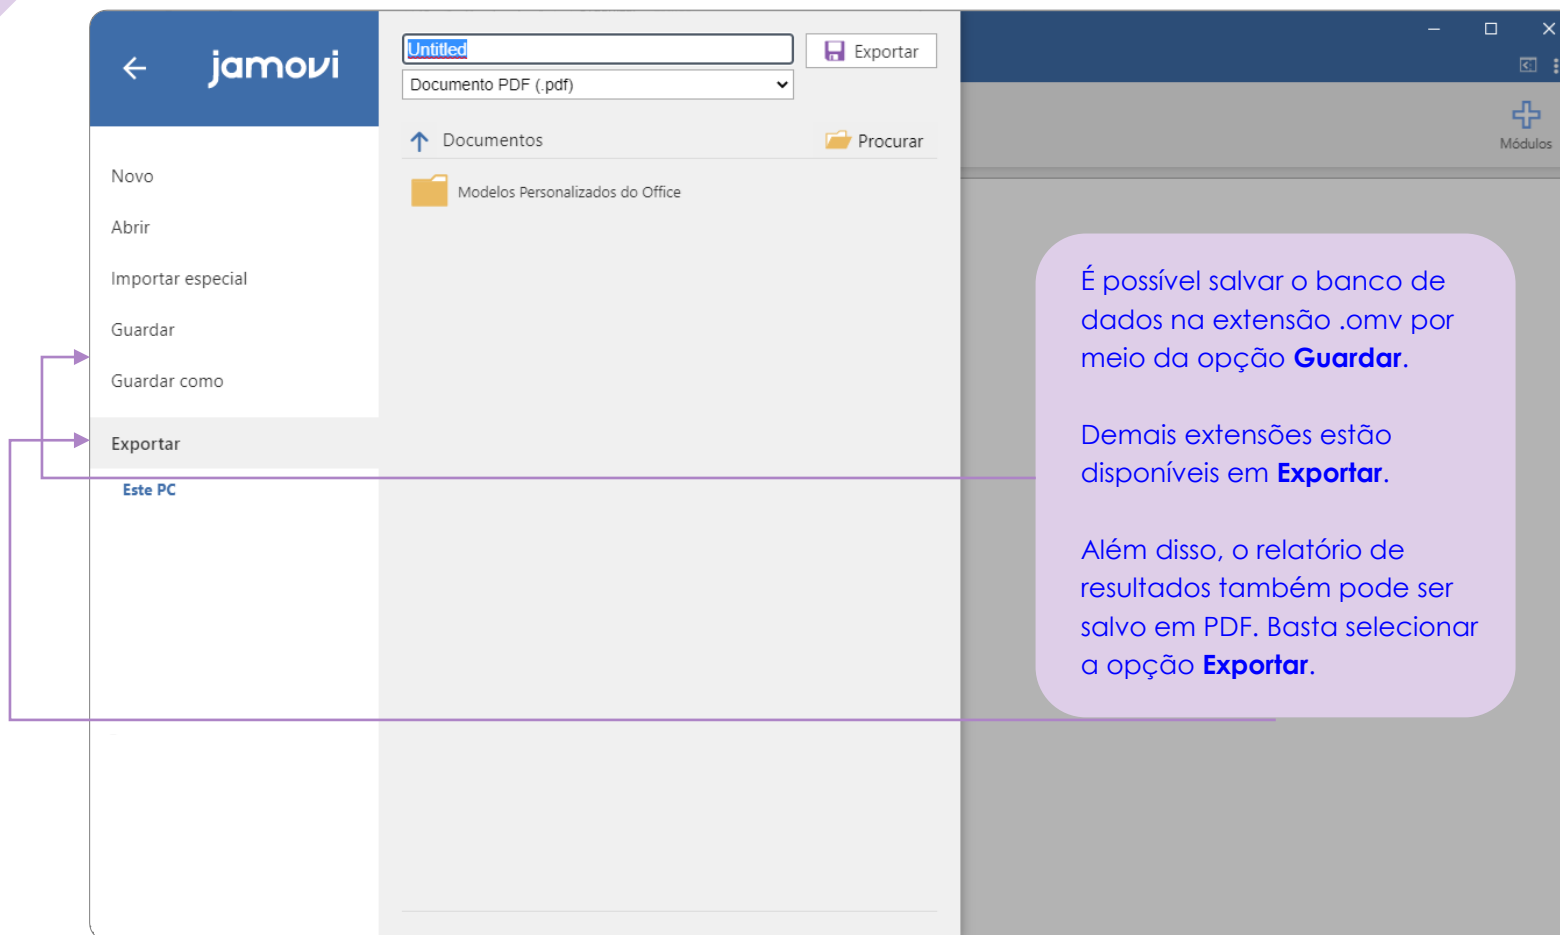 jamovi
Untitled
Exportar
Documento PDF (.pdf)
Documentos
Procurar
Modelos Personalizados do Office
Novo
Abrir
Importar especial
Guardar
Guardar como
Exportar
Este PC
Módulos
É possível salvar o banco de
dados na extensão .omv por
meio da opção Guardar.
Demais extensões estão
disponíveis em Exportar.
Além disso, o relatório de
resultados também pode ser
salvo em PDF. Basta selecionar
a opção Exportar.